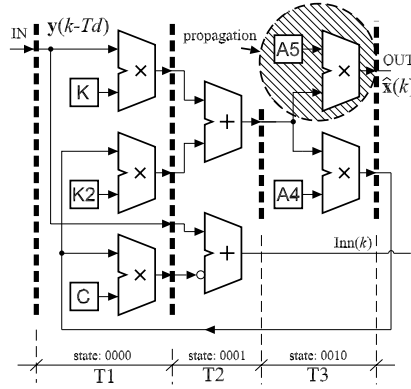 IN y(k-Td) propagation A5 OUT
× × x̂(k)
K
+
K2 × × A4
+ Inn(k)
C ×
state: 0000 state: 0001 state: 0010
T1 T2 T3